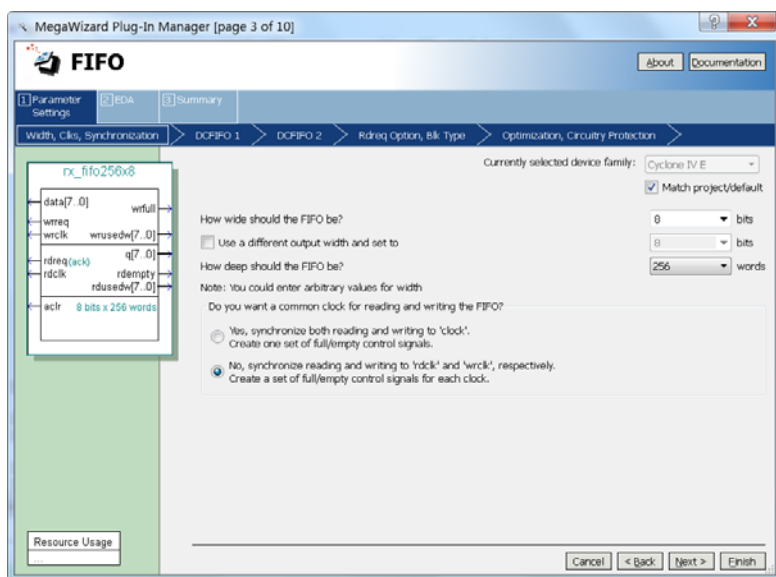 MegaWizard Plug-In Manager [page 3 of 10]
FIFO
About Documentation
1 Parameter Settings 2 EDA 3 Summary
Width, Clks, Synchronization DCFIFO 1 DCFIFO 2 Rdreq Option, Blk Type Optimization, Circuitry Protection
rx_fifo256x8
data[7..0]
wrfull
wrreq
wrclk wrusedw[7..0]
rdreq(ack) q[7..0]
rdclk rdempty
rdusedw[7..0]
aclr 8 bits x 256 words
Currently selected device family: Cyclone IV E
Match project/default
How wide should the FIFO be? 8 bits
Use a different output width and set to 8 bits
How deep should the FIFO be? 256 words
Note: You could enter arbitrary values for width
Do you want a common clock for reading and writing the FIFO?
Yes, synchronize both reading and writing to 'clock'.
Create one set of full/empty control signals.
No, synchronize reading and writing to 'rdclk' and 'wrclk', respectively.
Create a set of full/empty control signals for each clock.
Resource Usage
...
Cancel < Back Next > Finish